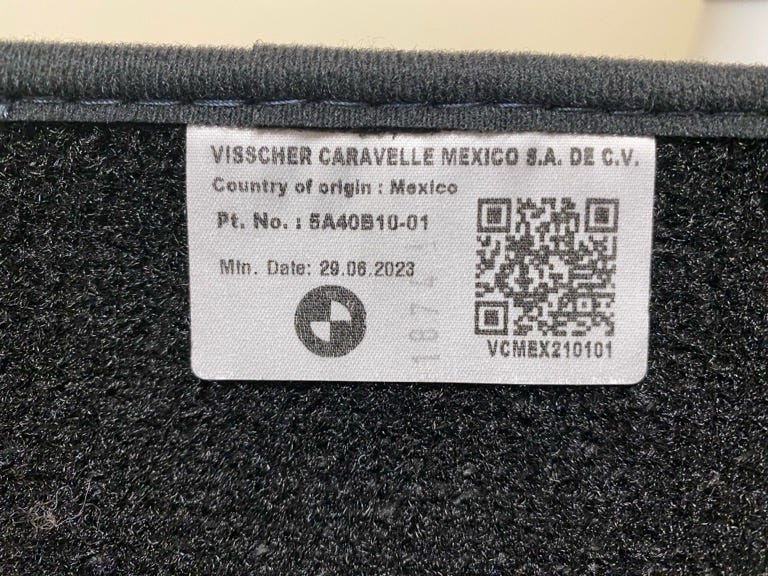 VISSCHER CARAVELLE MEXICO S.A. DE C.V.
Country of origin : Mexico
Pt. No. : 5A40B10-01
Mfn. Date: 29.06.2023
VCMEX210101